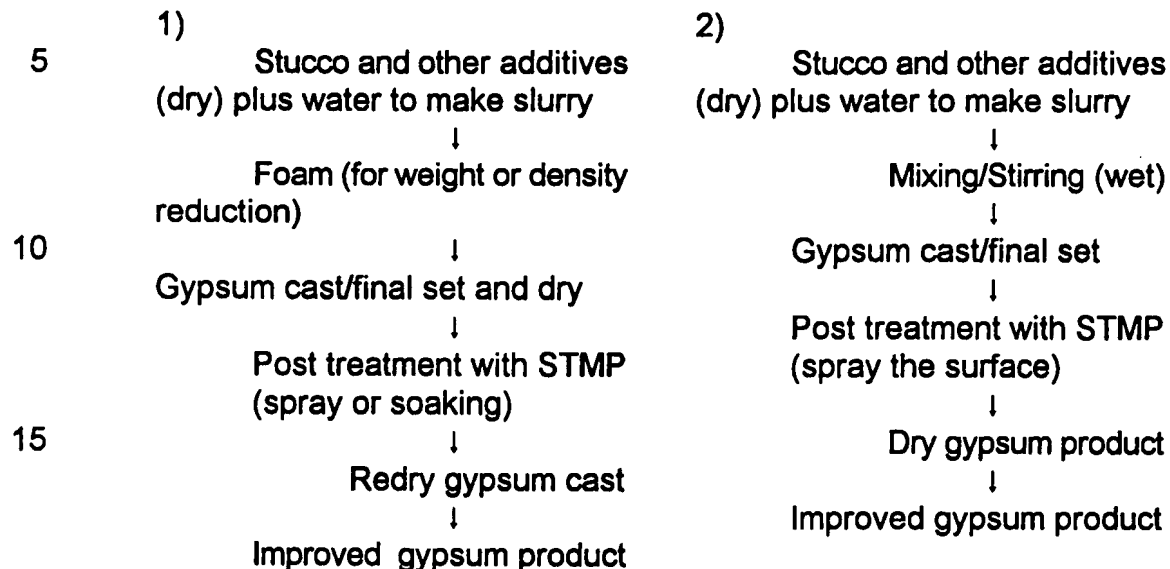 1)
5 Stucco and other additives
(dry) plus water to make slurry
↓
Foam (for weight or density
reduction)
10 ↓
Gypsum cast/final set and dry
↓
Post treatment with STMP
(spray or soaking)
15 ↓
Redry gypsum cast
↓
Improved gypsum product
2)
Stucco and other additives
(dry) plus water to make slurry
↓
Mixing/Stirring (wet)
↓
Gypsum cast/final set
↓
Post treatment with STMP
(spray the surface)
↓
Dry gypsum product
↓
Improved gypsum product